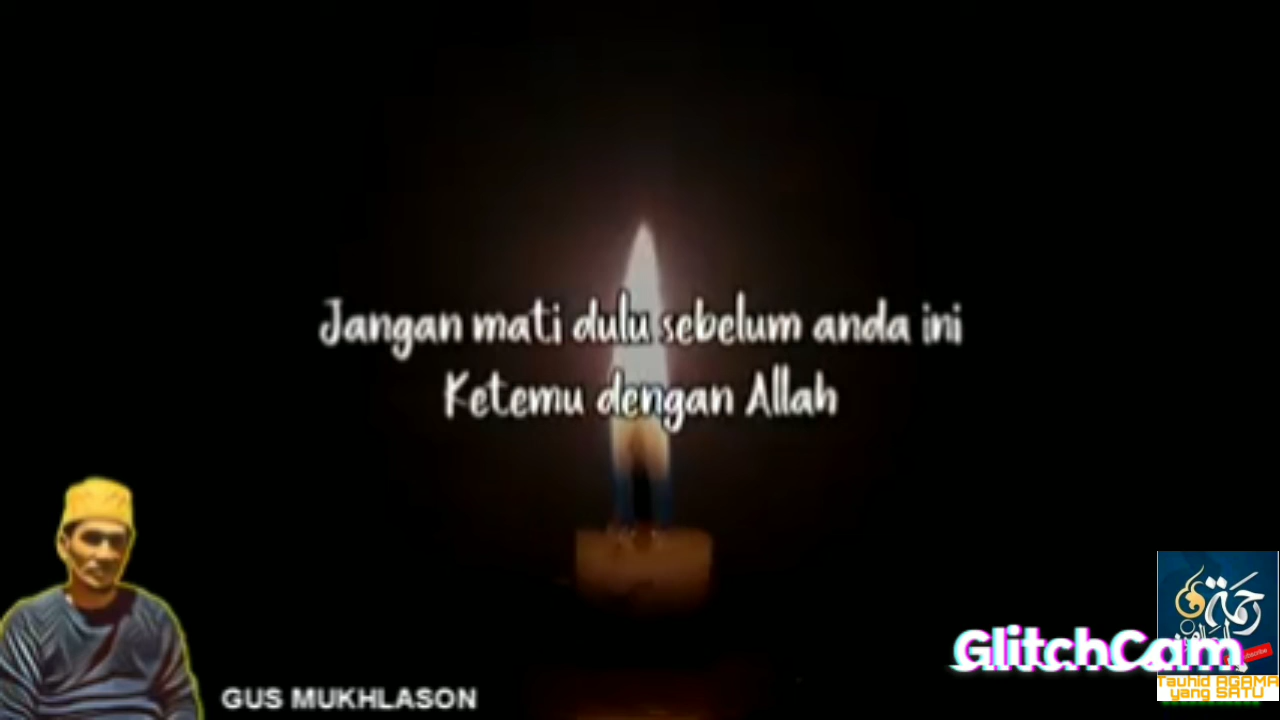 Jangan mati dulu sebelum anda ini
Ketemu dengan Allah
GUS MUKHLASON
GlitchCam
Tauhid AGAMA
yang SATU